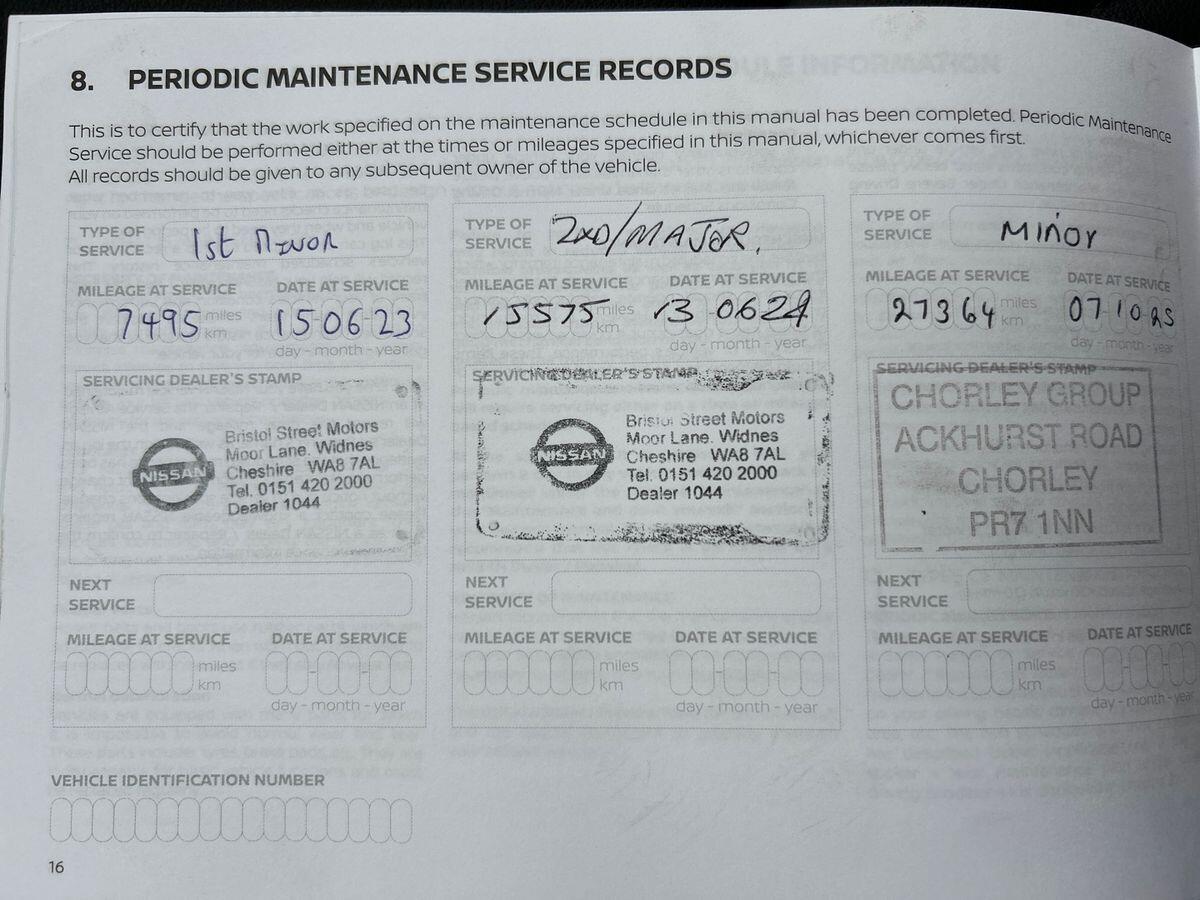 8. PERIODIC MAINTENANCE SERVICE RECORDS
This is to certify that the work specified on the maintenance schedule in this manual has been completed. Periodic Maintenance
Service should be performed either at the times or mileages specified in this manual, whichever comes first.
All records should be given to any subsequent owner of the vehicle.
TYPE OF
SERVICE
1st MINOR
MILEAGE AT SERVICE DATE AT SERVICE
7495 miles
km
15-06-23
day - month - year
SERVICING DEALER'S STAMP
NISSAN
Bristol Street Motors
Moor Lane. Widnes
Cheshire WA8 7AL
Tel. 0151 420 2000
Dealer 1044
NEXT
SERVICE
MILEAGE AT SERVICE DATE AT SERVICE
miles
km
day - month - year
TYPE OF
SERVICE
2ND/MAJOR.
MILEAGE AT SERVICE DATE AT SERVICE
15575 miles
km
13 0624
day - month - year
SERVICING DEALER'S STAMP
NISSAN
Bristol Street Motors
Moor Lane. Widnes
Cheshire WA8 7AL
Tel. 0151 420 2000
Dealer 1044
NEXT
SERVICE
MILEAGE AT SERVICE DATE AT SERVICE
miles
km
day - month - year
TYPE OF
SERVICE
Minor
MILEAGE AT SERVICE DATE AT SERVICE
27364 miles
km
07-10-25
day - month - year
SERVICING DEALER'S STAMP
CHORLEY GROUP
ACKHURST ROAD
CHORLEY
PR7 1NN
NEXT
SERVICE
MILEAGE AT SERVICE DATE AT SERVICE
miles
km
day - month - year
VEHICLE IDENTIFICATION NUMBER
16